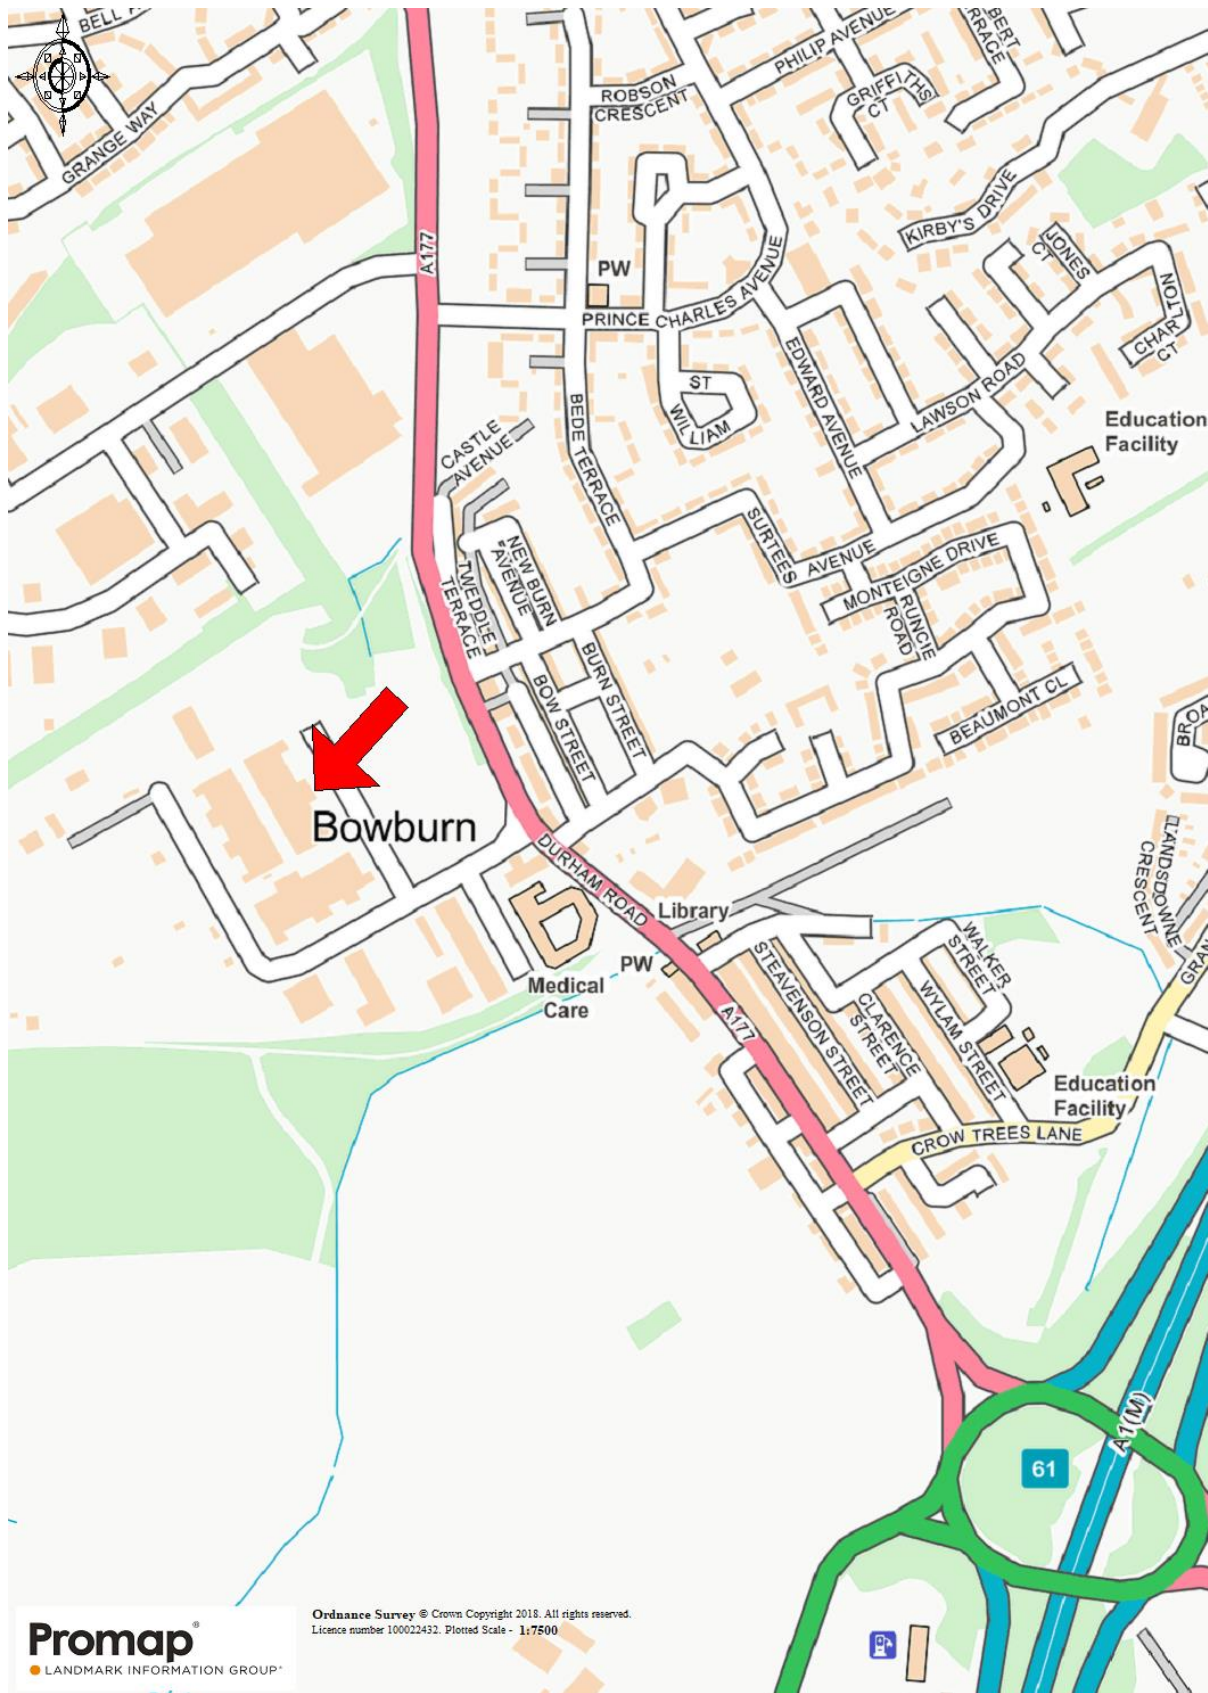 BELL
GRANGE WAY
ROBSON
CRESCENT
PHILIP AVENUE
TERRACE
GRIFFITHS
CT
KIRBY'S DRIVE
JONES
CT
CHARLTON
CT
A177
PW
PRINCE CHARLES AVENUE
EDWARD AVENUE
ST
WILLIAM
LAWSON ROAD
Education
Facility
BEDE TERRACE
CASTLE
AVENUE
SURTEES
AVENUE
MONTEIGNE DRIVE
RUNCIE
ROAD
NEW BURN
AVENUE
TWEDDLE
TERRACE
BURN STREET
BOW STREET
BEAUMONT CL
Bowburn
DURHAM ROAD
LANDSDOWNE
CRESCENT
Library
PW
Medical
Care
WALKER
STREET
STEAVENSON STREET
CLARENCE
STREET
WYLAM STREET
A177
Education
Facility
CROW TREES LANE
A1(M)
61
Promap®
LANDMARK INFORMATION GROUP®
Ordnance Survey © Crown Copyright 2018. All rights reserved.
Licence number 100022432. Plotted Scale - 1:7500